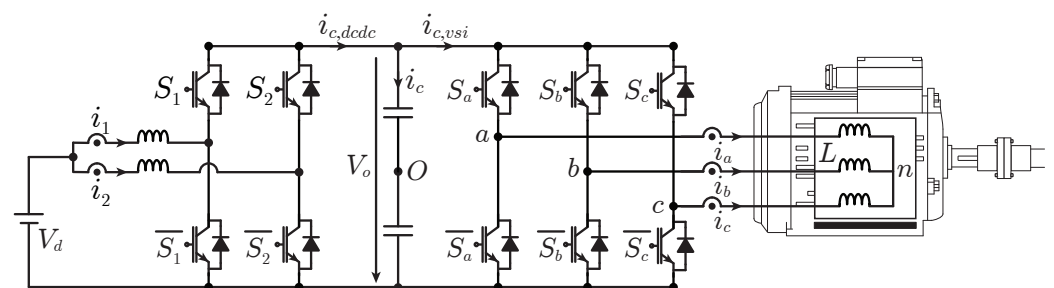 i_{c,dcdc}
i_{c,vsi}
S_1
S_2
i_c
S_a
S_b
S_c
i_1
i_2
V_o
O
a
b
c
i_a
i_b
i_c
L
n
V_d
\overline{S_1}
\overline{S_2}
\overline{S_a}
\overline{S_b}
\overline{S_c}